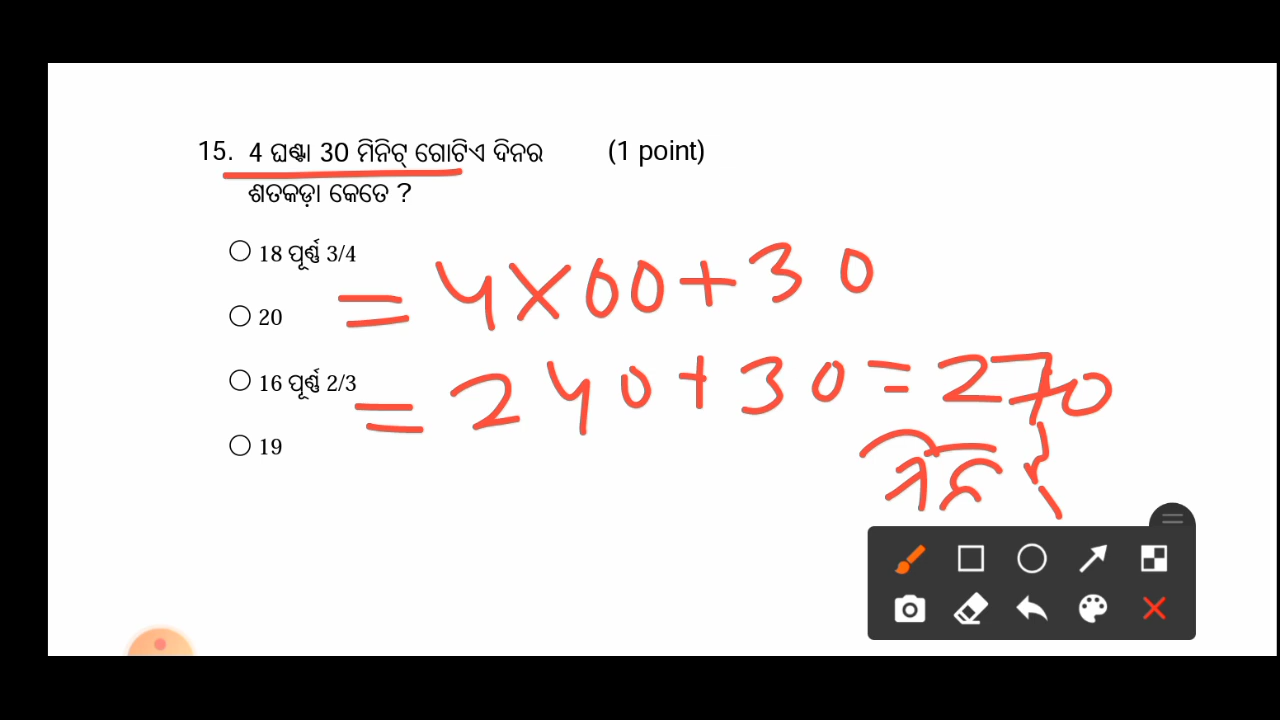 15. 4 ଘଣ୍ଟା 30 ମିନିଟ୍ ଗୋଟିଏ ଦିନର (1 point)
ଶତକଡ଼ା କେତେ ?
18 ପୂର୍ଣ୍ଣ 3/4
= 4×60+30
20
= 240+30=270
16 ପୂର୍ଣ୍ଣ 2/3
19